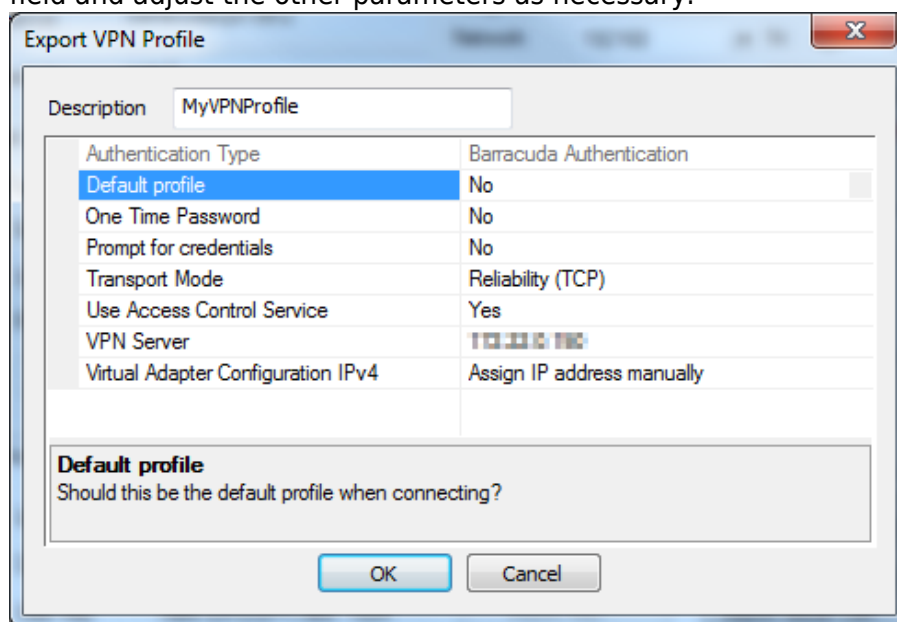 field and adjust the other parameters as necessary.
Export VPN Profile
Description MyVPNProfile
Authentication Type Barracuda Authentication
Default profile No
One Time Password No
Prompt for credentials No
Transport Mode Reliability (TCP)
Use Access Control Service Yes
VPN Server
Virtual Adapter Configuration IPv4 Assign IP address manually
Default profile
Should this be the default profile when connecting?
OK Cancel